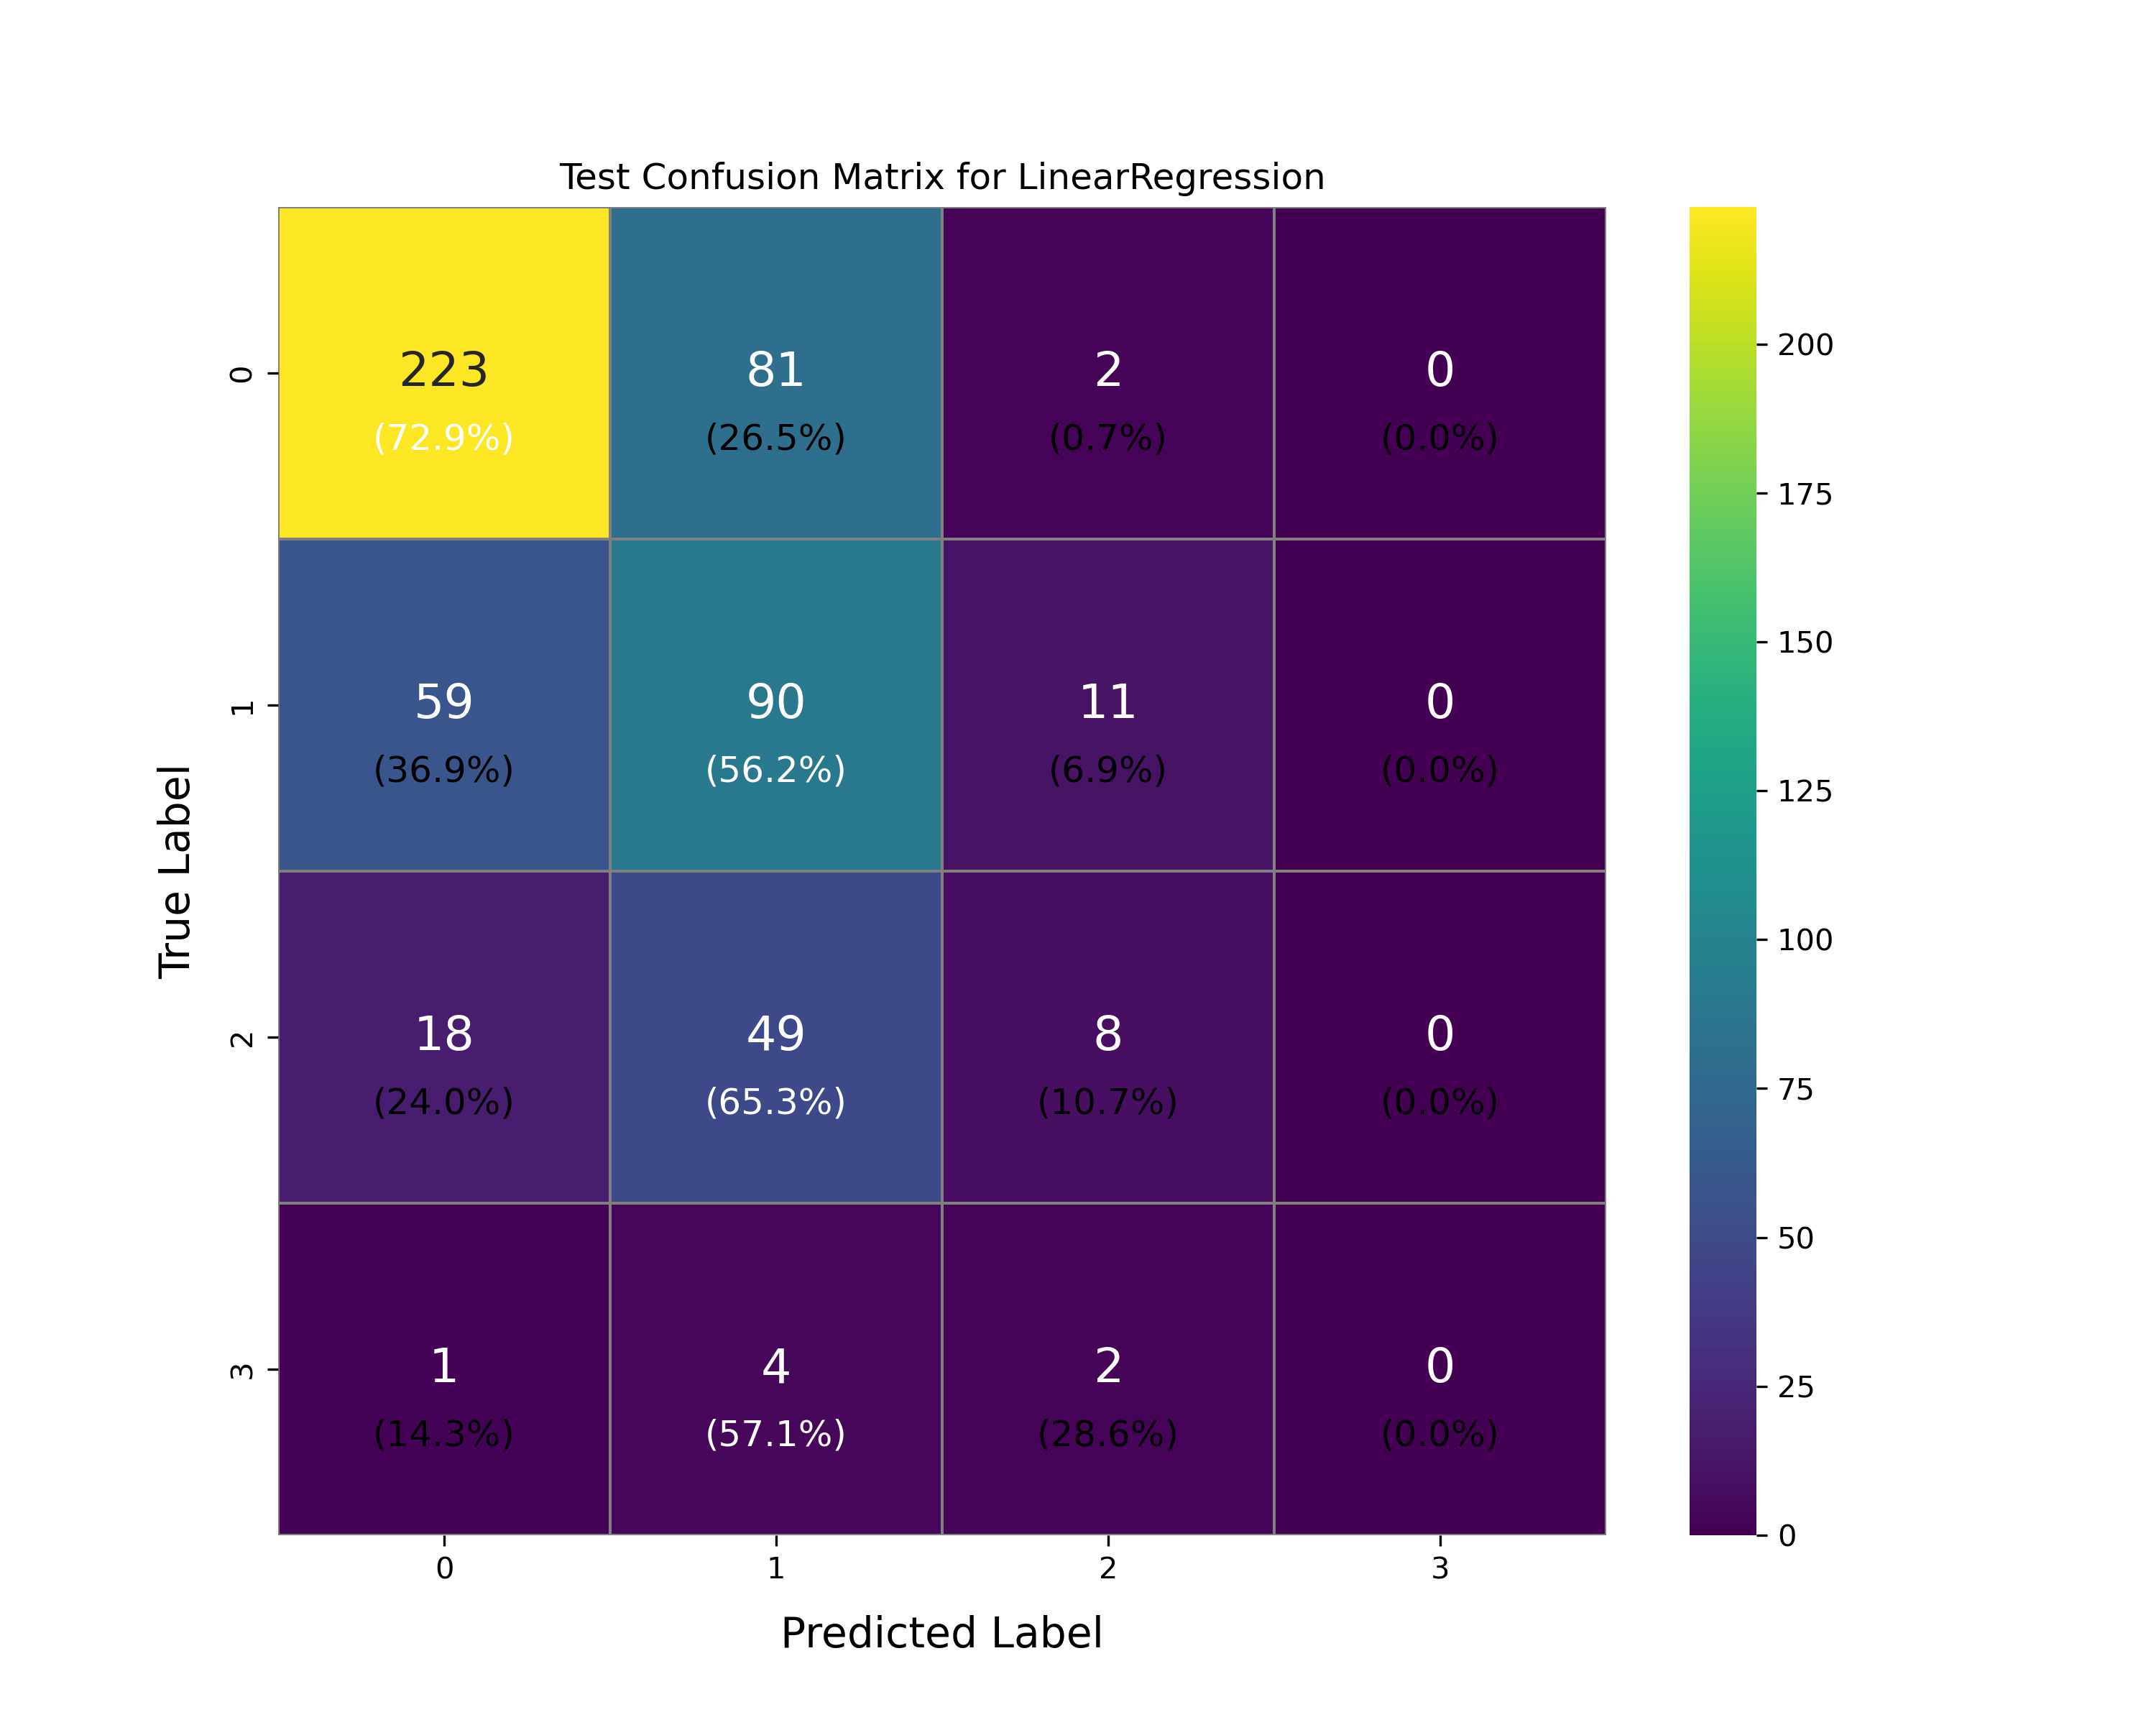 Test Confusion Matrix for LinearRegression
223 81 2 0
(72.9%) (26.5%) (0.7%) (0.0%)
0
59 90 11 0
(36.9%) (56.2%) (6.9%) (0.0%)
1
18 49 8 0
(24.0%) (65.3%) (10.7%) (0.0%)
2
1 4 2 0
(14.3%) (57.1%) (28.6%) (0.0%)
3
True Label
0 1 2 3
Predicted Label
200
175
150
125
100
75
50
25
0